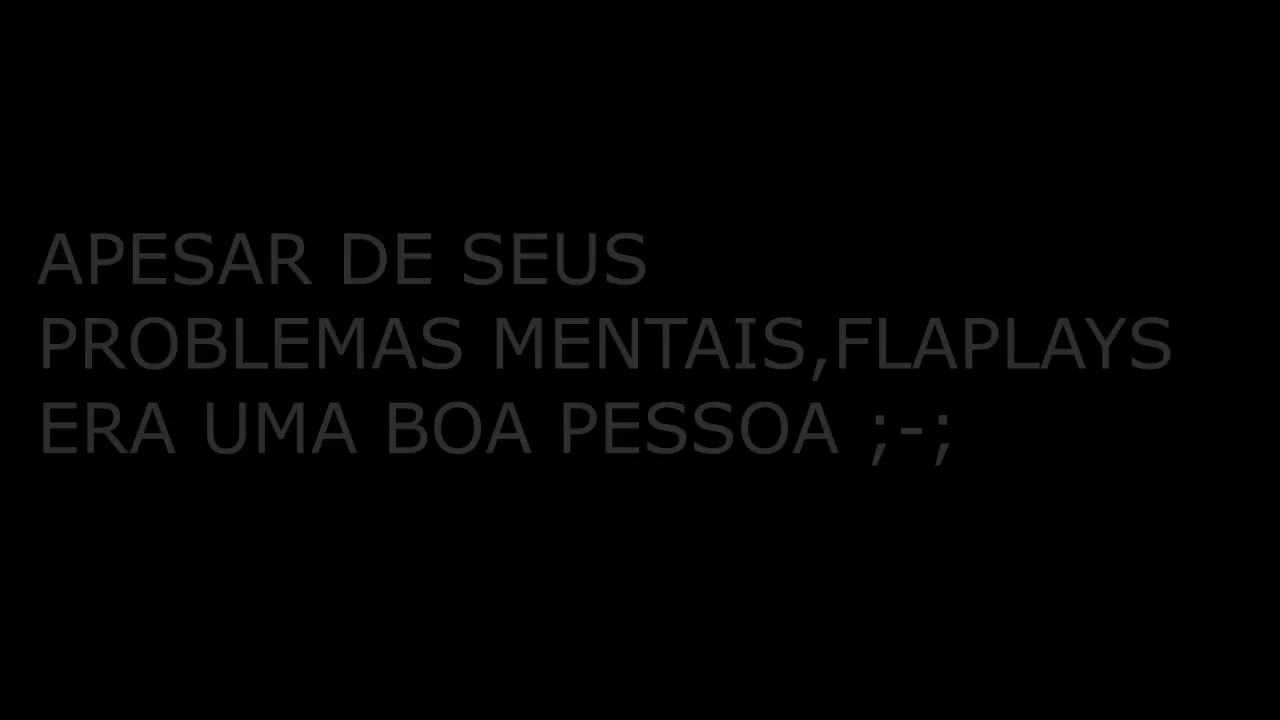 APESAR DE SEUS
PROBLEMAS MENTAIS,FLAPLAYS
ERA UMA BOA PESSOA ;-;